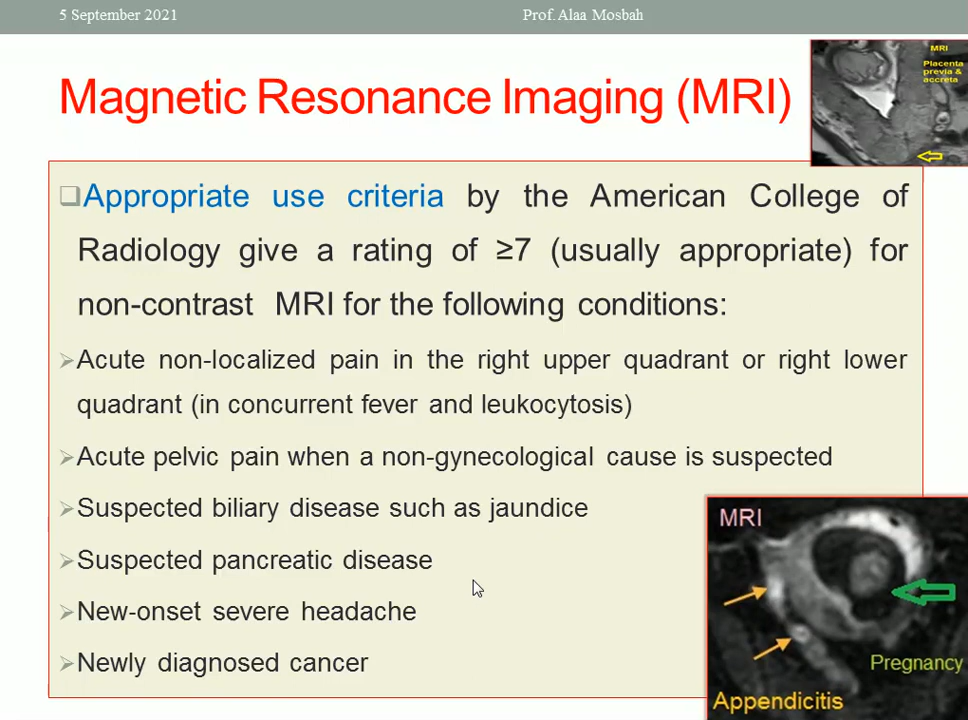 5 September 2021
Prof. Alaa Mosbah
Magnetic Resonance Imaging (MRI)
MRI
Placenta
previa &
accreta
Appropriate use criteria by the American College of
Radiology give a rating of ≥7 (usually appropriate) for
non-contrast MRI for the following conditions:
Acute non-localized pain in the right upper quadrant or right lower
quadrant (in concurrent fever and leukocytosis)
Acute pelvic pain when a non-gynecological cause is suspected
Suspected biliary disease such as jaundice
Suspected pancreatic disease
New-onset severe headache
Newly diagnosed cancer
MRI
Pregnancy
Appendicitis